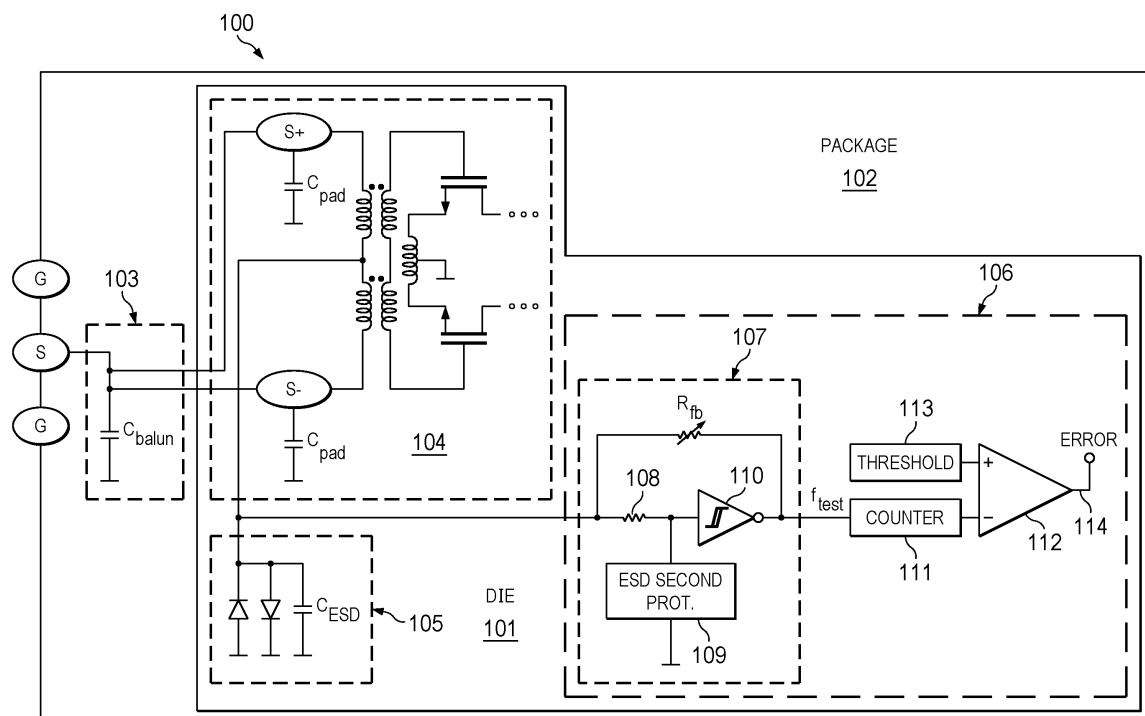 100
PACKAGE
102
S+
C pad
G
103
S
G
C balun
S-
C pad
104
106
107
R fb
108
110
113
THRESHOLD
ERROR
+
f test
COUNTER
−
111
112
114
ESD SECOND
PROT.
109
C ESD
105
DIE
101